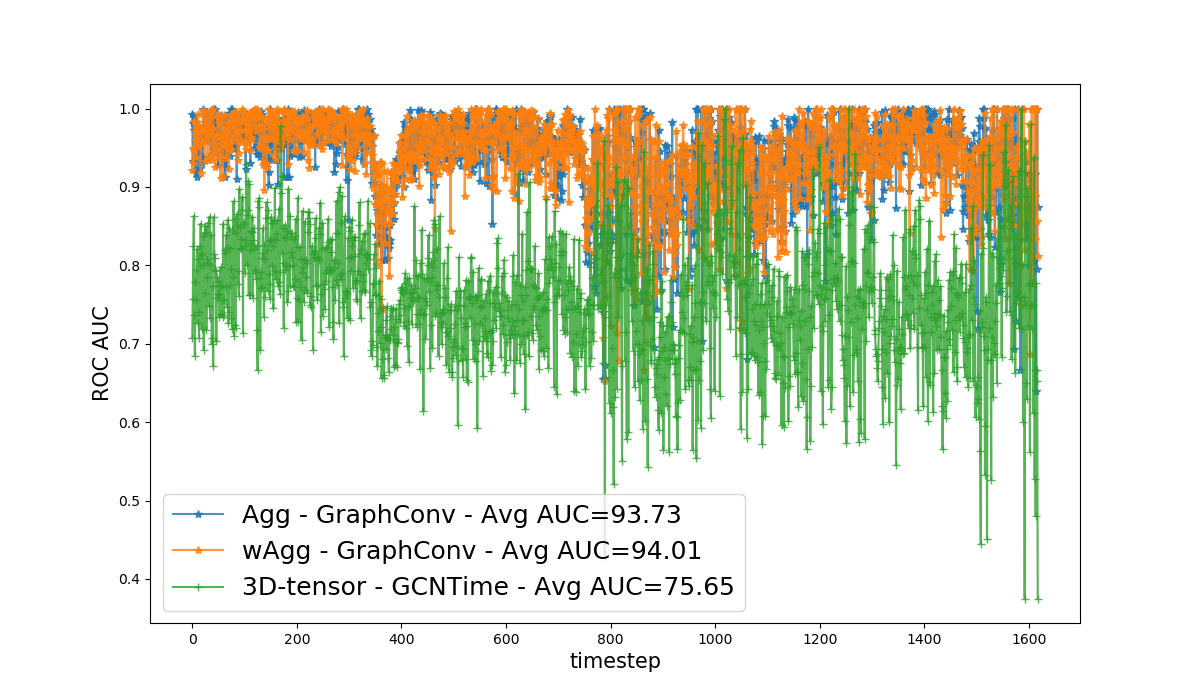 1.0
0.9
0.8
0.7
0.6
0.5
0.4
ROC AUC
Agg - GraphConv - Avg AUC=93.73
wAgg - GraphConv - Avg AUC=94.01
3D-tensor - GCNTime - Avg AUC=75.65
0 200 400 600 800 1000 1200 1400 1600
timestep